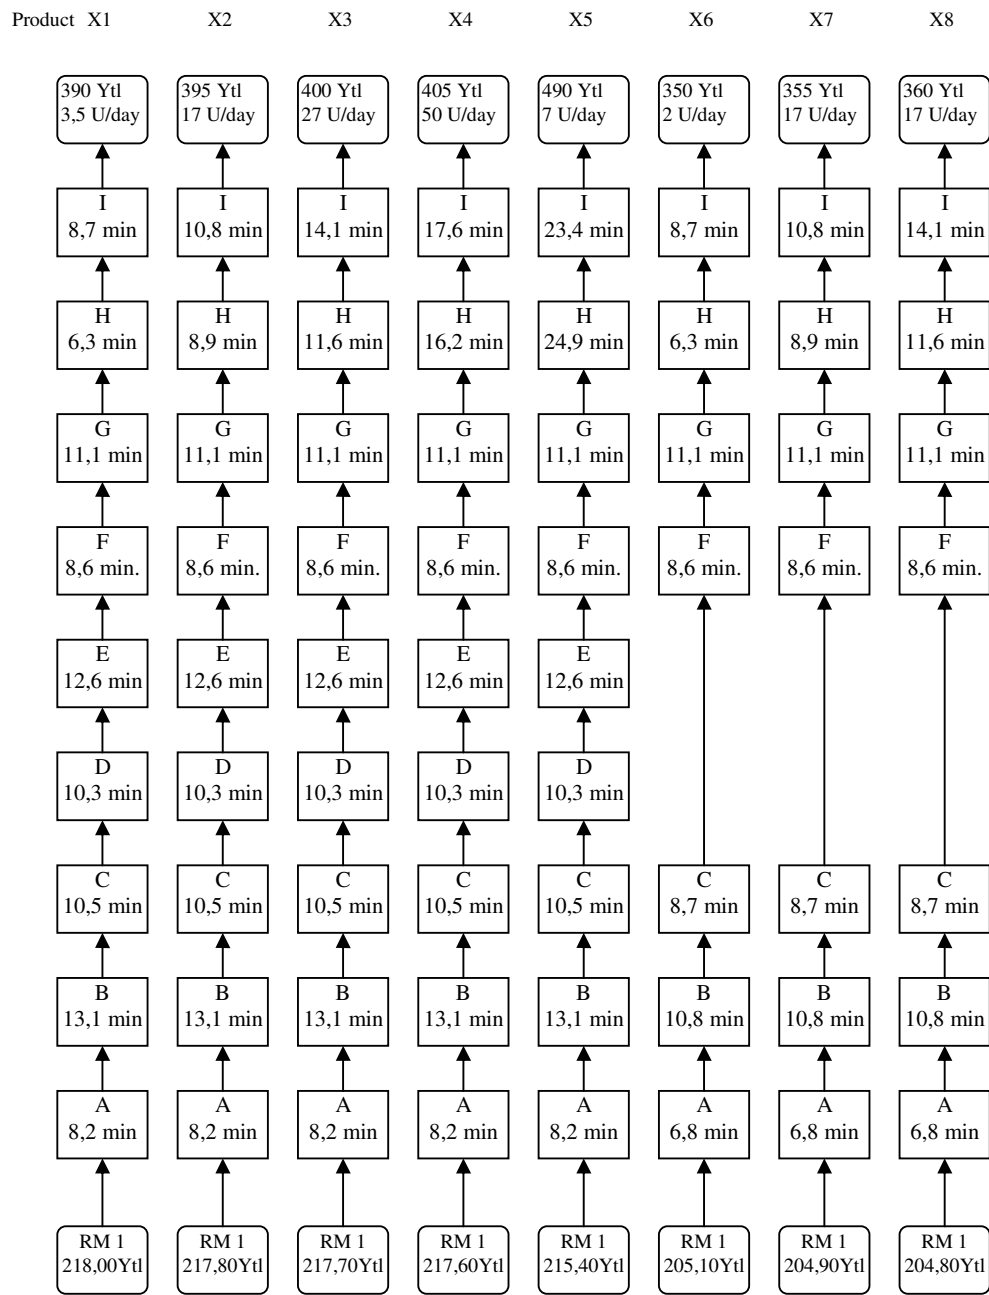 Product X1 X2 X3 X4 X5 X6 X7 X8
390 Ytl 395 Ytl 400 Ytl 405 Ytl 490 Ytl 350 Ytl 355 Ytl 360 Ytl
3,5 U/day 17 U/day 27 U/day 50 U/day 7 U/day 2 U/day 17 U/day 17 U/day
I I I I I I I I
8,7 min 10,8 min 14,1 min 17,6 min 23,4 min 8,7 min 10,8 min 14,1 min
H H H H H H H H
6,3 min 8,9 min 11,6 min 16,2 min 24,9 min 6,3 min 8,9 min 11,6 min
G G G G G G G G
11,1 min 11,1 min 11,1 min 11,1 min 11,1 min 11,1 min 11,1 min 11,1 min
F F F F F F F F
8,6 min. 8,6 min. 8,6 min. 8,6 min. 8,6 min. 8,6 min. 8,6 min. 8,6 min.
E E E E E
12,6 min 12,6 min 12,6 min 12,6 min 12,6 min
D D D D D
10,3 min 10,3 min 10,3 min 10,3 min 10,3 min
C C C C C C C C
10,5 min 10,5 min 10,5 min 10,5 min 10,5 min 8,7 min 8,7 min 8,7 min
B B B B B B B B
13,1 min 13,1 min 13,1 min 13,1 min 13,1 min 10,8 min 10,8 min 10,8 min
A A A A A A A A
8,2 min 8,2 min 8,2 min 8,2 min 8,2 min 6,8 min 6,8 min 6,8 min
RM 1 RM 1 RM 1 RM 1 RM 1 RM 1 RM 1 RM 1
218,00Ytl 217,80Ytl 217,70Ytl 217,60Ytl 215,40Ytl 205,10Ytl 204,90Ytl 204,80Ytl